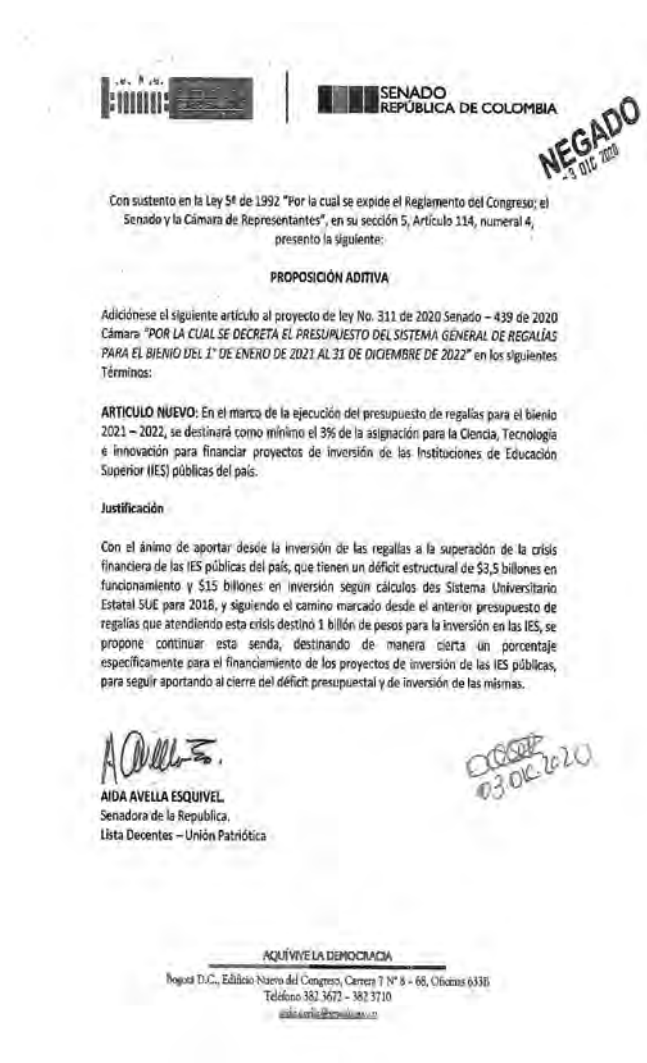 SENADO
REPÚBLICA DE COLOMBIA
NEGADO
-3 DIC 2020
Con sustento en la Ley 5ª de 1992 "Por la cual se expide el Reglamento del Congreso; el
Senado y la Cámara de Representantes", en su sección 5, Artículo 114, numeral 4,
presento la siguiente:
PROPOSICIÓN ADITIVA
Adiciónese el siguiente artículo al proyecto de ley No. 311 de 2020 Senado – 439 de 2020
Cámara "POR LA CUAL SE DECRETA EL PRESUPUESTO DEL SISTEMA GENERAL DE REGALÍAS
PARA EL BIENIO DEL 1° DE ENERO DE 2021 AL 31 DE DICIEMBRE DE 2022" en los siguientes
Términos:
ARTICULO NUEVO: En el marco de la ejecución del presupuesto de regalías para el bienio
2021 – 2022, se destinará como mínimo el 3% de la asignación para la Ciencia, Tecnología
e innovación para financiar proyectos de inversión de las Instituciones de Educación
Superior (IES) públicas del país.
Justificación
Con el ánimo de aportar desde la inversión de las regalías a la superación de la crisis
financiera de las IES públicas del país, que tienen un déficit estructural de $3,5 billones en
funcionamiento y $15 billones en inversión según cálculos des Sistema Universitario
Estatal SUE para 2018, y siguiendo el camino marcado desde el anterior presupuesto de
regalías que atendiendo esta crisis destinó 1 billón de pesos para la inversión en las IES, se
propone continuar esta senda, destinando de manera cierta un porcentaje
específicamente para el financiamiento de los proyectos de inversión de las IES públicas,
para seguir aportando al cierre del déficit presupuestal y de inversión de las mismas.
03 DIC. 2020
AIDA AVELLA ESQUIVEL.
Senadora de la Republica.
Lista Decentes – Unión Patriótica
AQUÍ VIVE LA DEMOCRACIA
Bogotá D.C., Edificio Nuevo del Congreso, Carrera 7 N° 8 – 68, Oficinas 633B
Teléfono 382 3672 – 382 3710